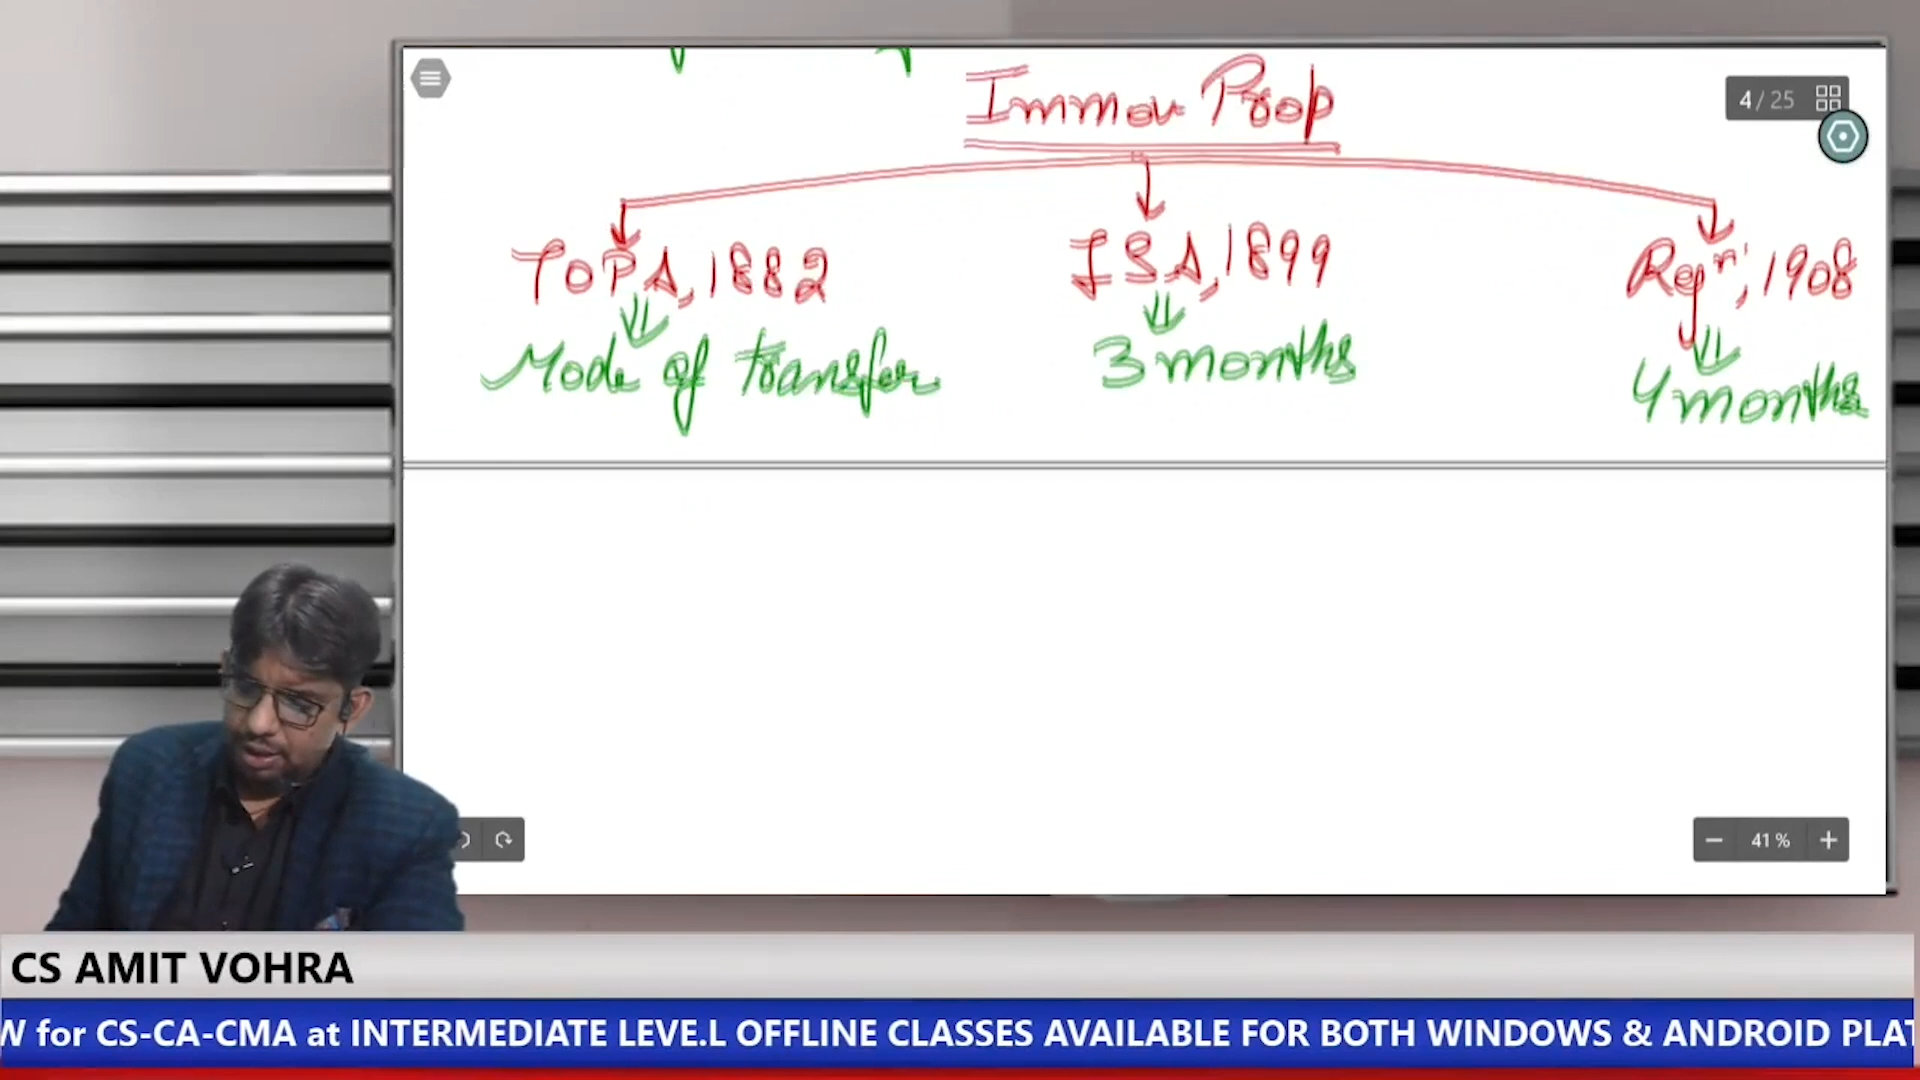 Immov Prop
4 / 25
TOPA, 1882
ISA, 1899
Regn, 1908
Mode of transfer
3 months
4 months
41 %
CS AMIT VOHRA
W for CS-CA-CMA at INTERMEDIATE LEVE.L OFFLINE CLASSES AVAILABLE FOR BOTH WINDOWS & ANDROID PLAT